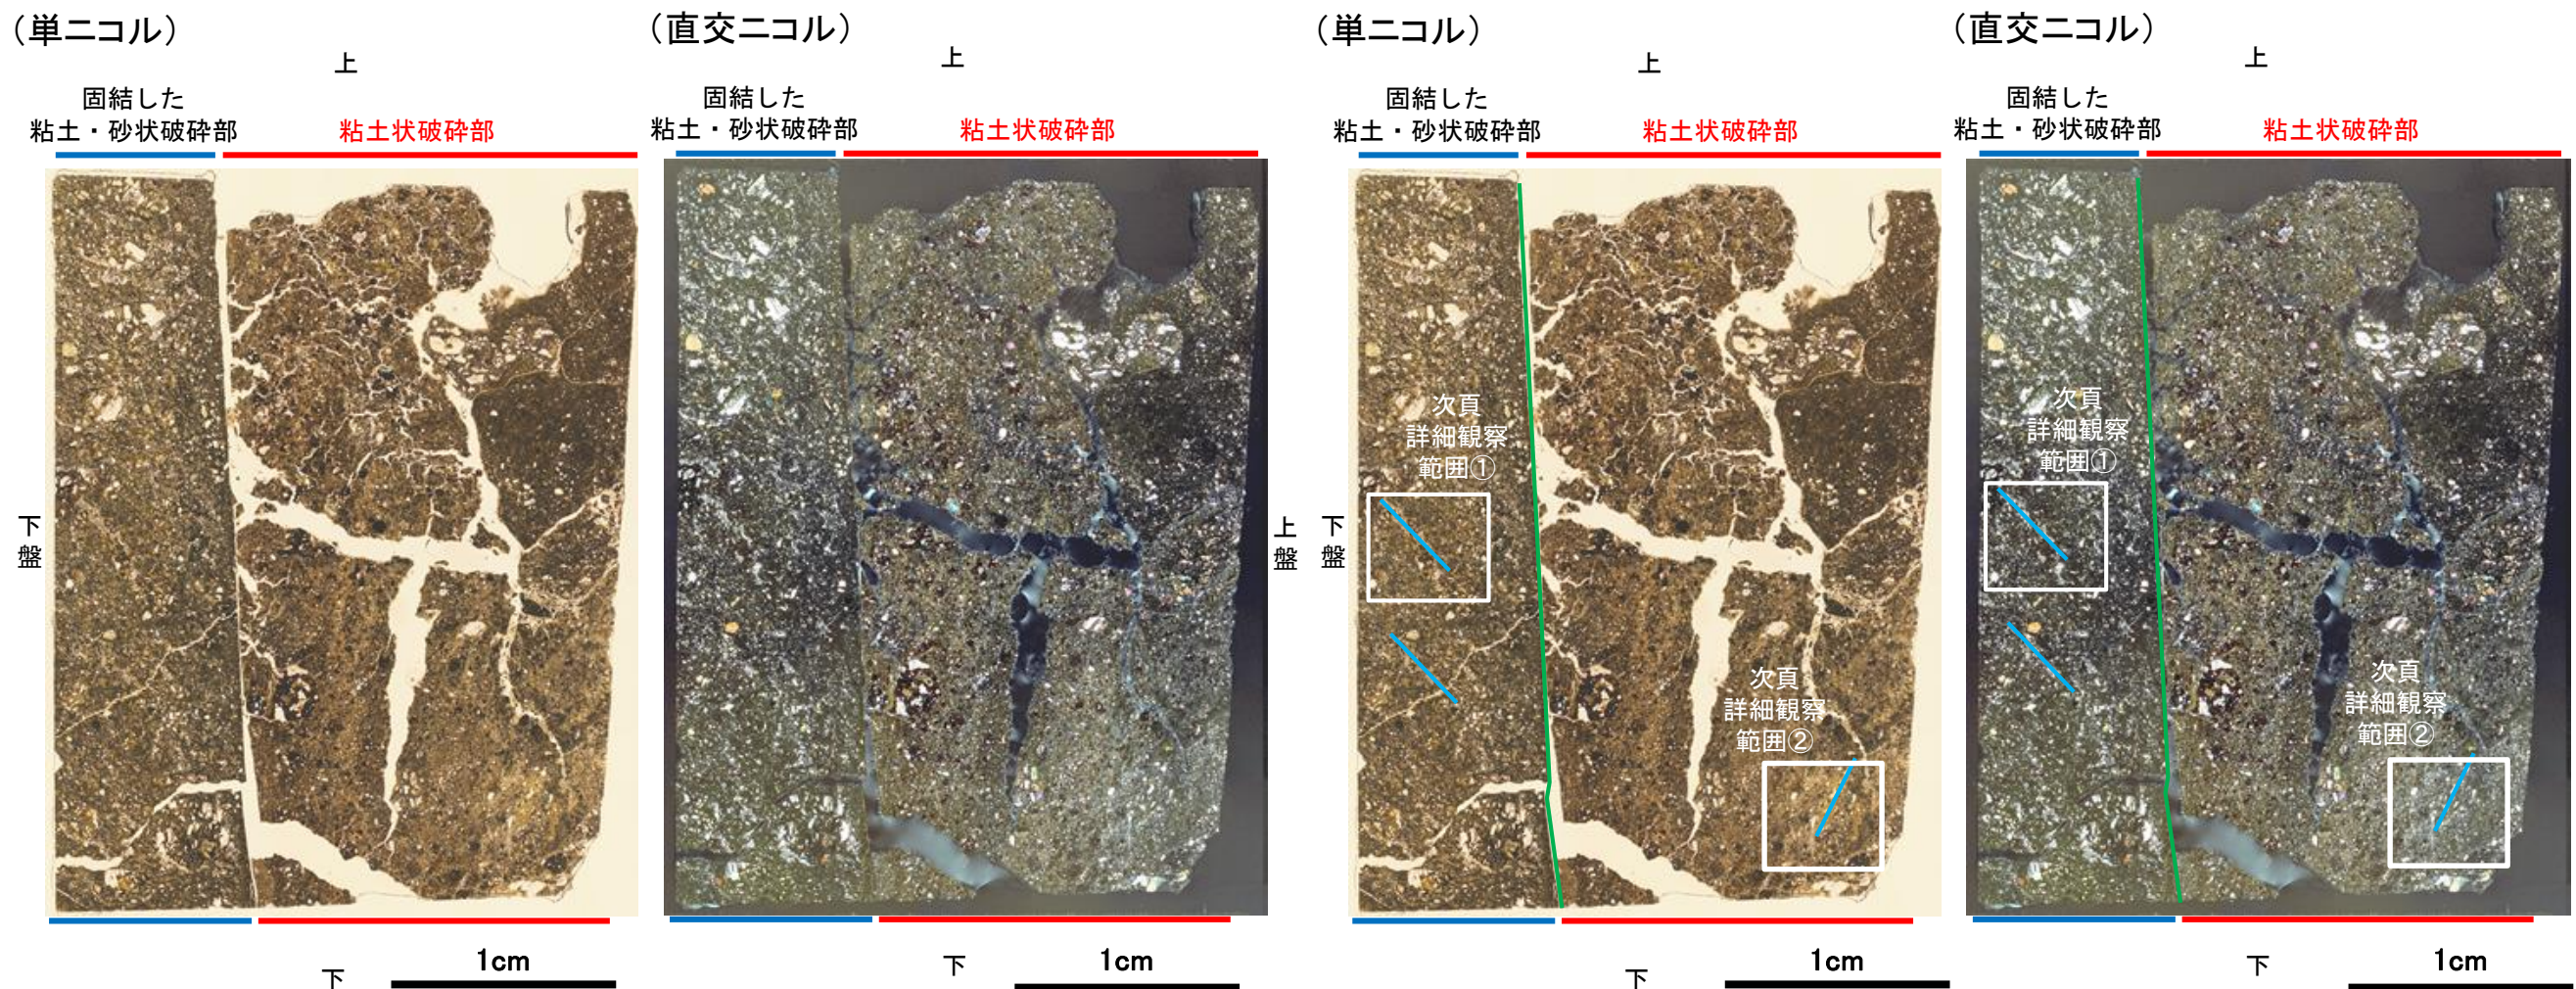 （単ニコル）
上
固結した
粘土・砂状破砕部
粘土状破砕部
下盤
下
1cm
（直交ニコル）
上
固結した
粘土・砂状破砕部
粘土状破砕部
上盤
下
1cm
（単ニコル）
上
固結した
粘土・砂状破砕部
粘土状破砕部
下盤
次頁
詳細観察
範囲①
次頁
詳細観察
範囲②
下
1cm
（直交ニコル）
上
固結した
粘土・砂状破砕部
粘土状破砕部
次頁
詳細観察
範囲①
次頁
詳細観察
範囲②
下
1cm